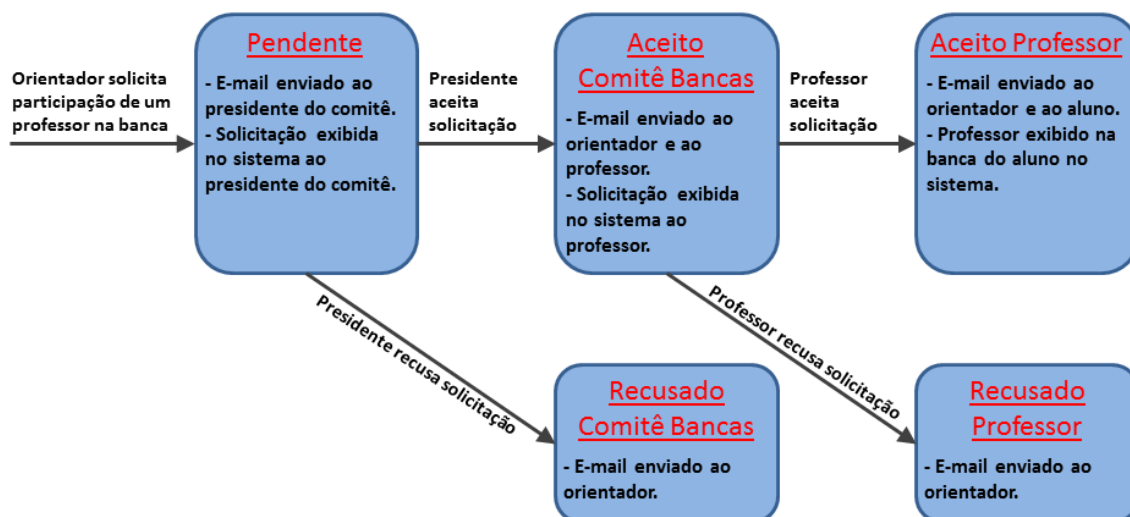 Orientador solicita
participação de um
professor na banca
Pendente
- E-mail enviado ao
presidente do comitê.
- Solicitação exibida
no sistema ao
presidente do comitê.
Presidente
aceita
solicitação
Aceito
Comitê Bancas
- E-mail enviado ao
orientador e ao
professor.
- Solicitação exibida
no sistema ao
professor.
Professor
aceita
solicitação
Aceito Professor
- E-mail enviado ao
orientador e ao aluno.
- Professor exibido na
banca do aluno no
sistema.
Presidente recusa solicitação
Professor recusa solicitação
Recusado
Comitê Bancas
- E-mail enviado ao
orientador.
Recusado
Professor
- E-mail enviado ao
orientador.